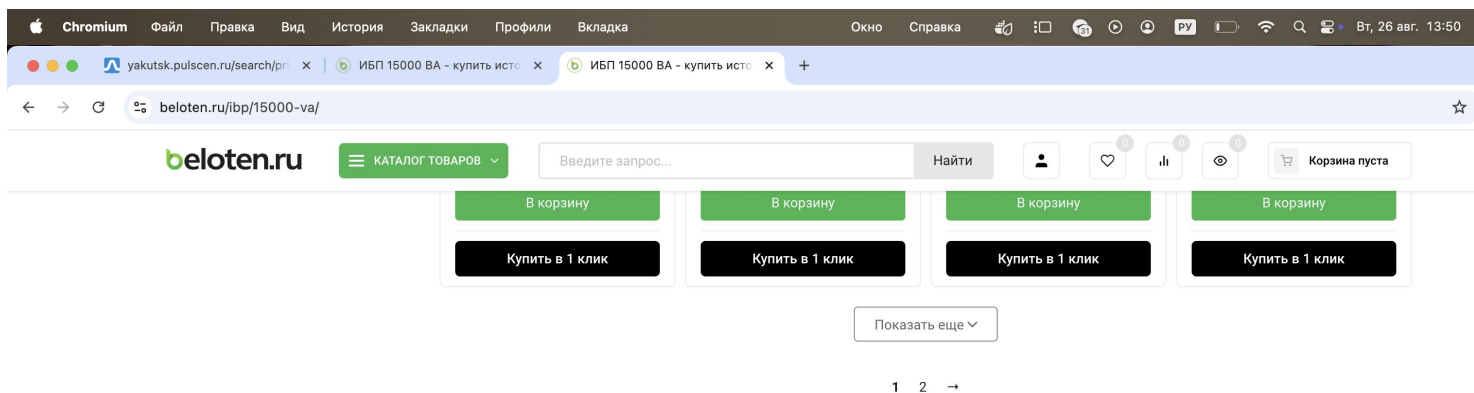 Chromium Файл Правка Вид История Закладки Профили Вкладка Окно Справка 31 РУ Вт, 26 авг. 13:50
yakutsk.pulscen.ru/search/pri ИБП 15000 ВА - купить исто ИБП 15000 ВА - купить исто
beloten.ru/ibp/15000-va/
beloten.ru КАТАЛОГ ТОВАРОВ Введите запрос... Найти 0 0 0 Корзина пуста
В корзину В корзину В корзину В корзину
Купить в 1 клик Купить в 1 клик Купить в 1 клик Купить в 1 клик
Показать еще
1 2 →